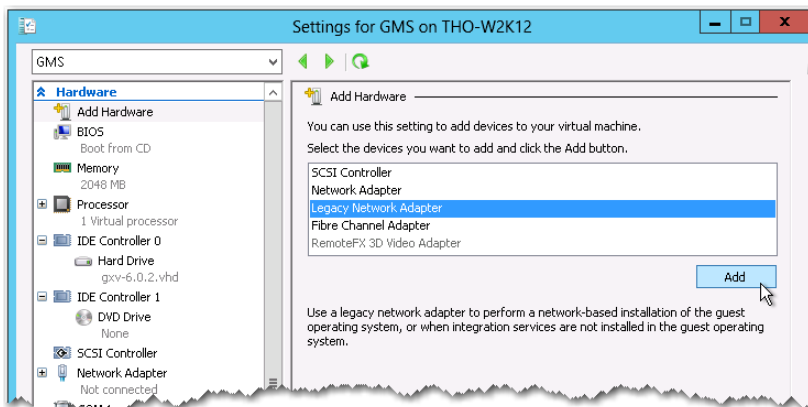 Settings for GMS on THO-W2K12
GMS
Hardware
Add Hardware
BIOS
Boot from CD
Memory
2048 MB
Processor
1 Virtual processor
IDE Controller 0
Hard Drive
gxv-6.0.2.vhd
IDE Controller 1
DVD Drive
None
SCSI Controller
Network Adapter
Not connected
Add Hardware
You can use this setting to add devices to your virtual machine.
Select the devices you want to add and click the Add button.
SCSI Controller
Network Adapter
Legacy Network Adapter
Fibre Channel Adapter
RemoteFX 3D Video Adapter
Add
Use a legacy network adapter to perform a network-based installation of the guest
operating system, or when integration services are not installed in the guest operating
system.